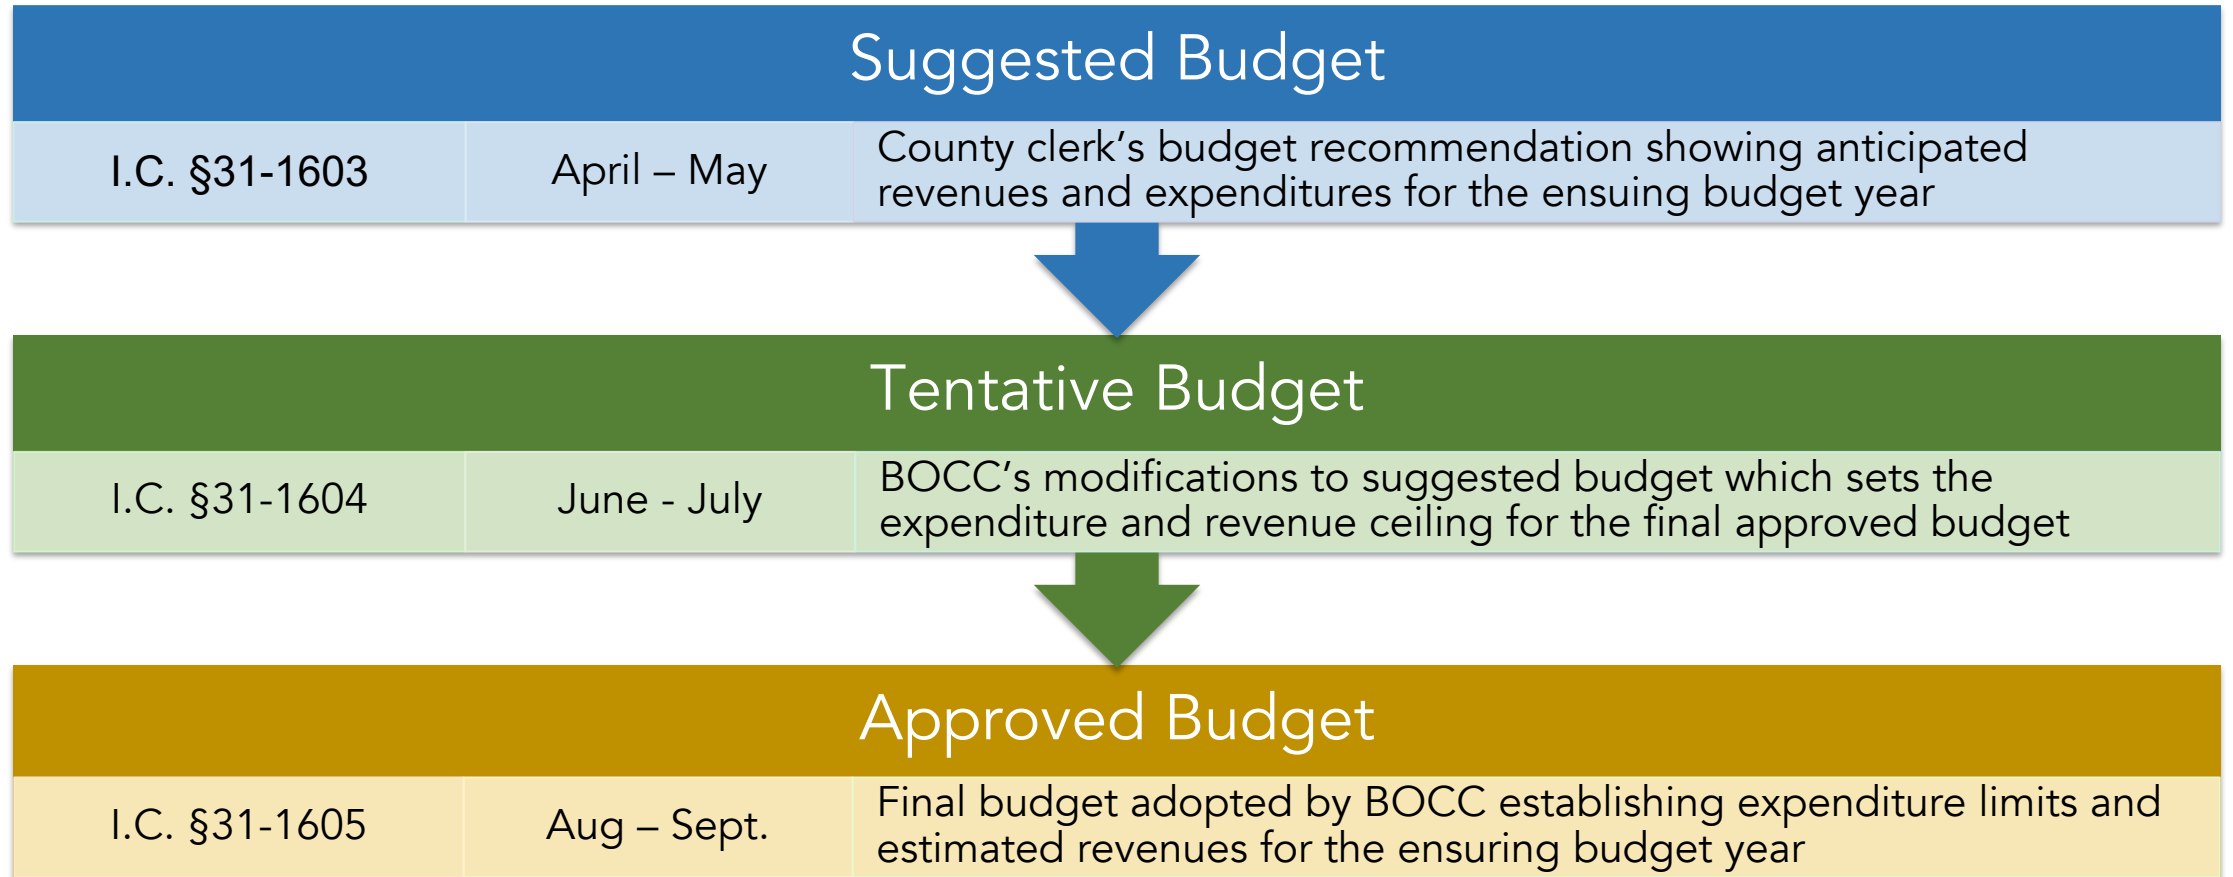 Suggested Budget
I.C. §31-1603
April – May
County clerk’s budget recommendation showing anticipated
revenues and expenditures for the ensuing budget year
Tentative Budget
I.C. §31-1604
June - July
BOCC’s modifications to suggested budget which sets the
expenditure and revenue ceiling for the final approved budget
Approved Budget
I.C. §31-1605
Aug – Sept.
Final budget adopted by BOCC establishing expenditure limits and
estimated revenues for the ensuring budget year